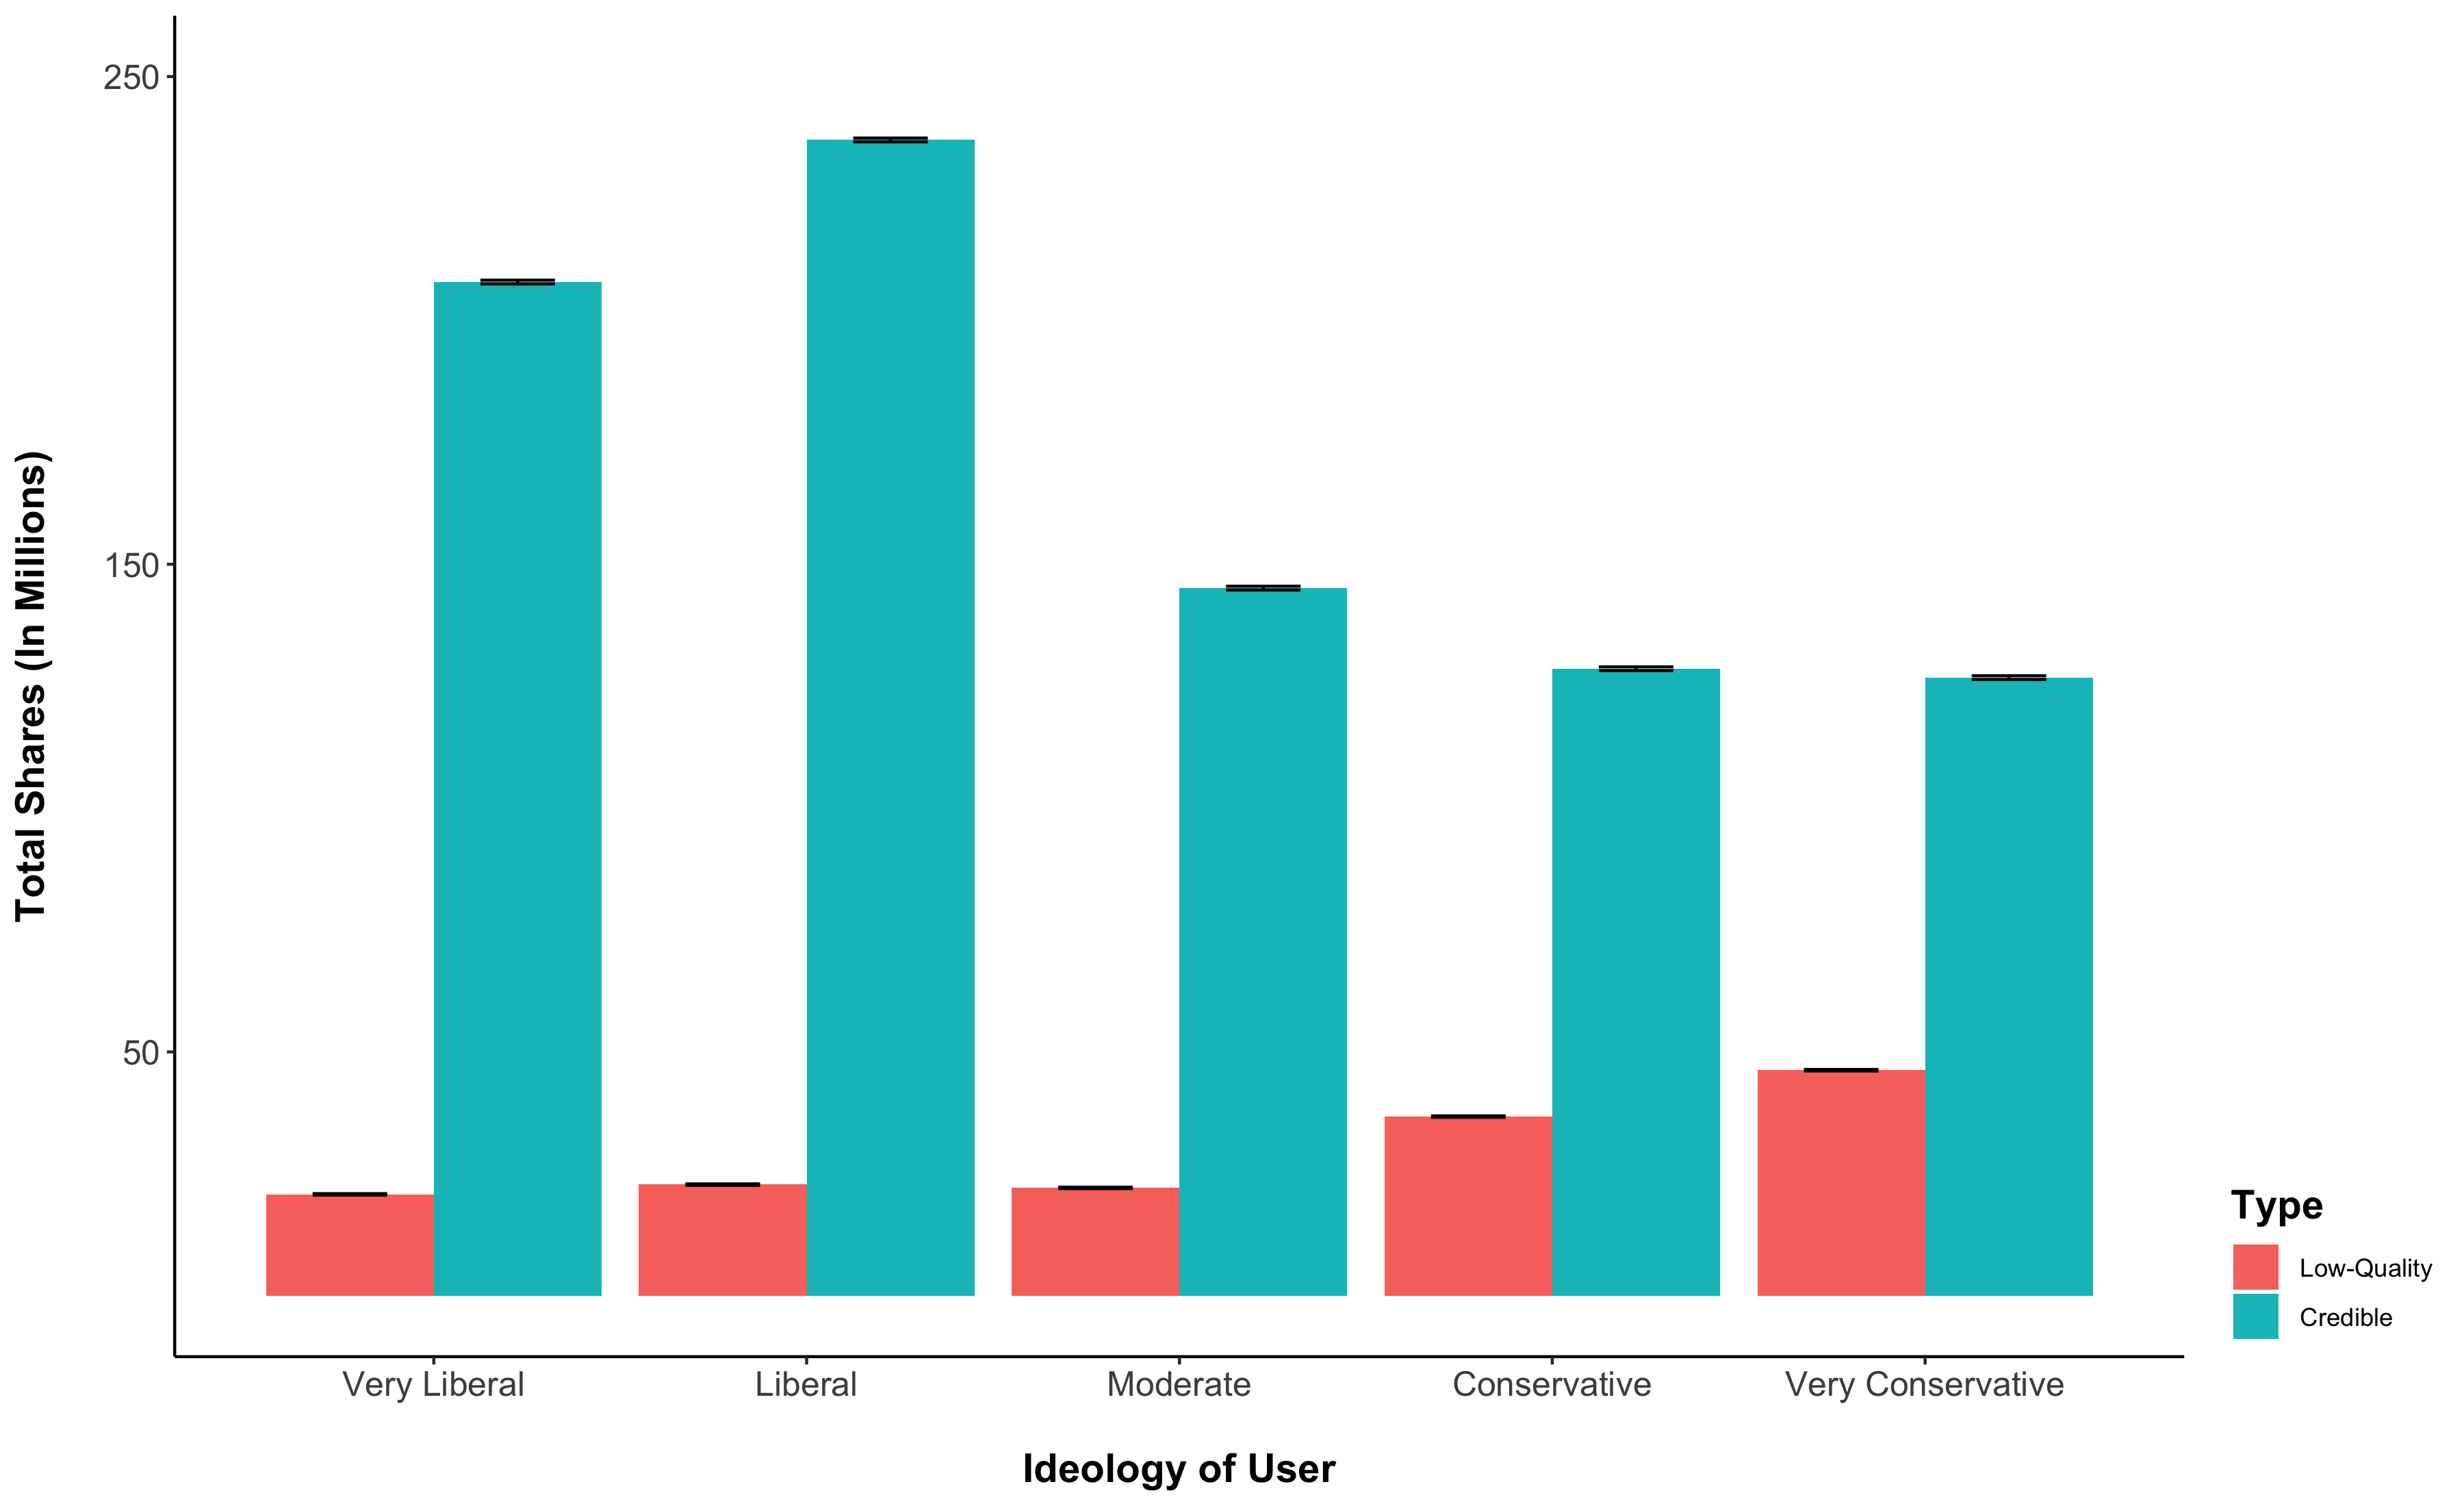 Total Shares (In Millions)
250
150
50
Very Liberal
Liberal
Moderate
Conservative
Very Conservative
Ideology of User
Type
Low-Quality
Credible